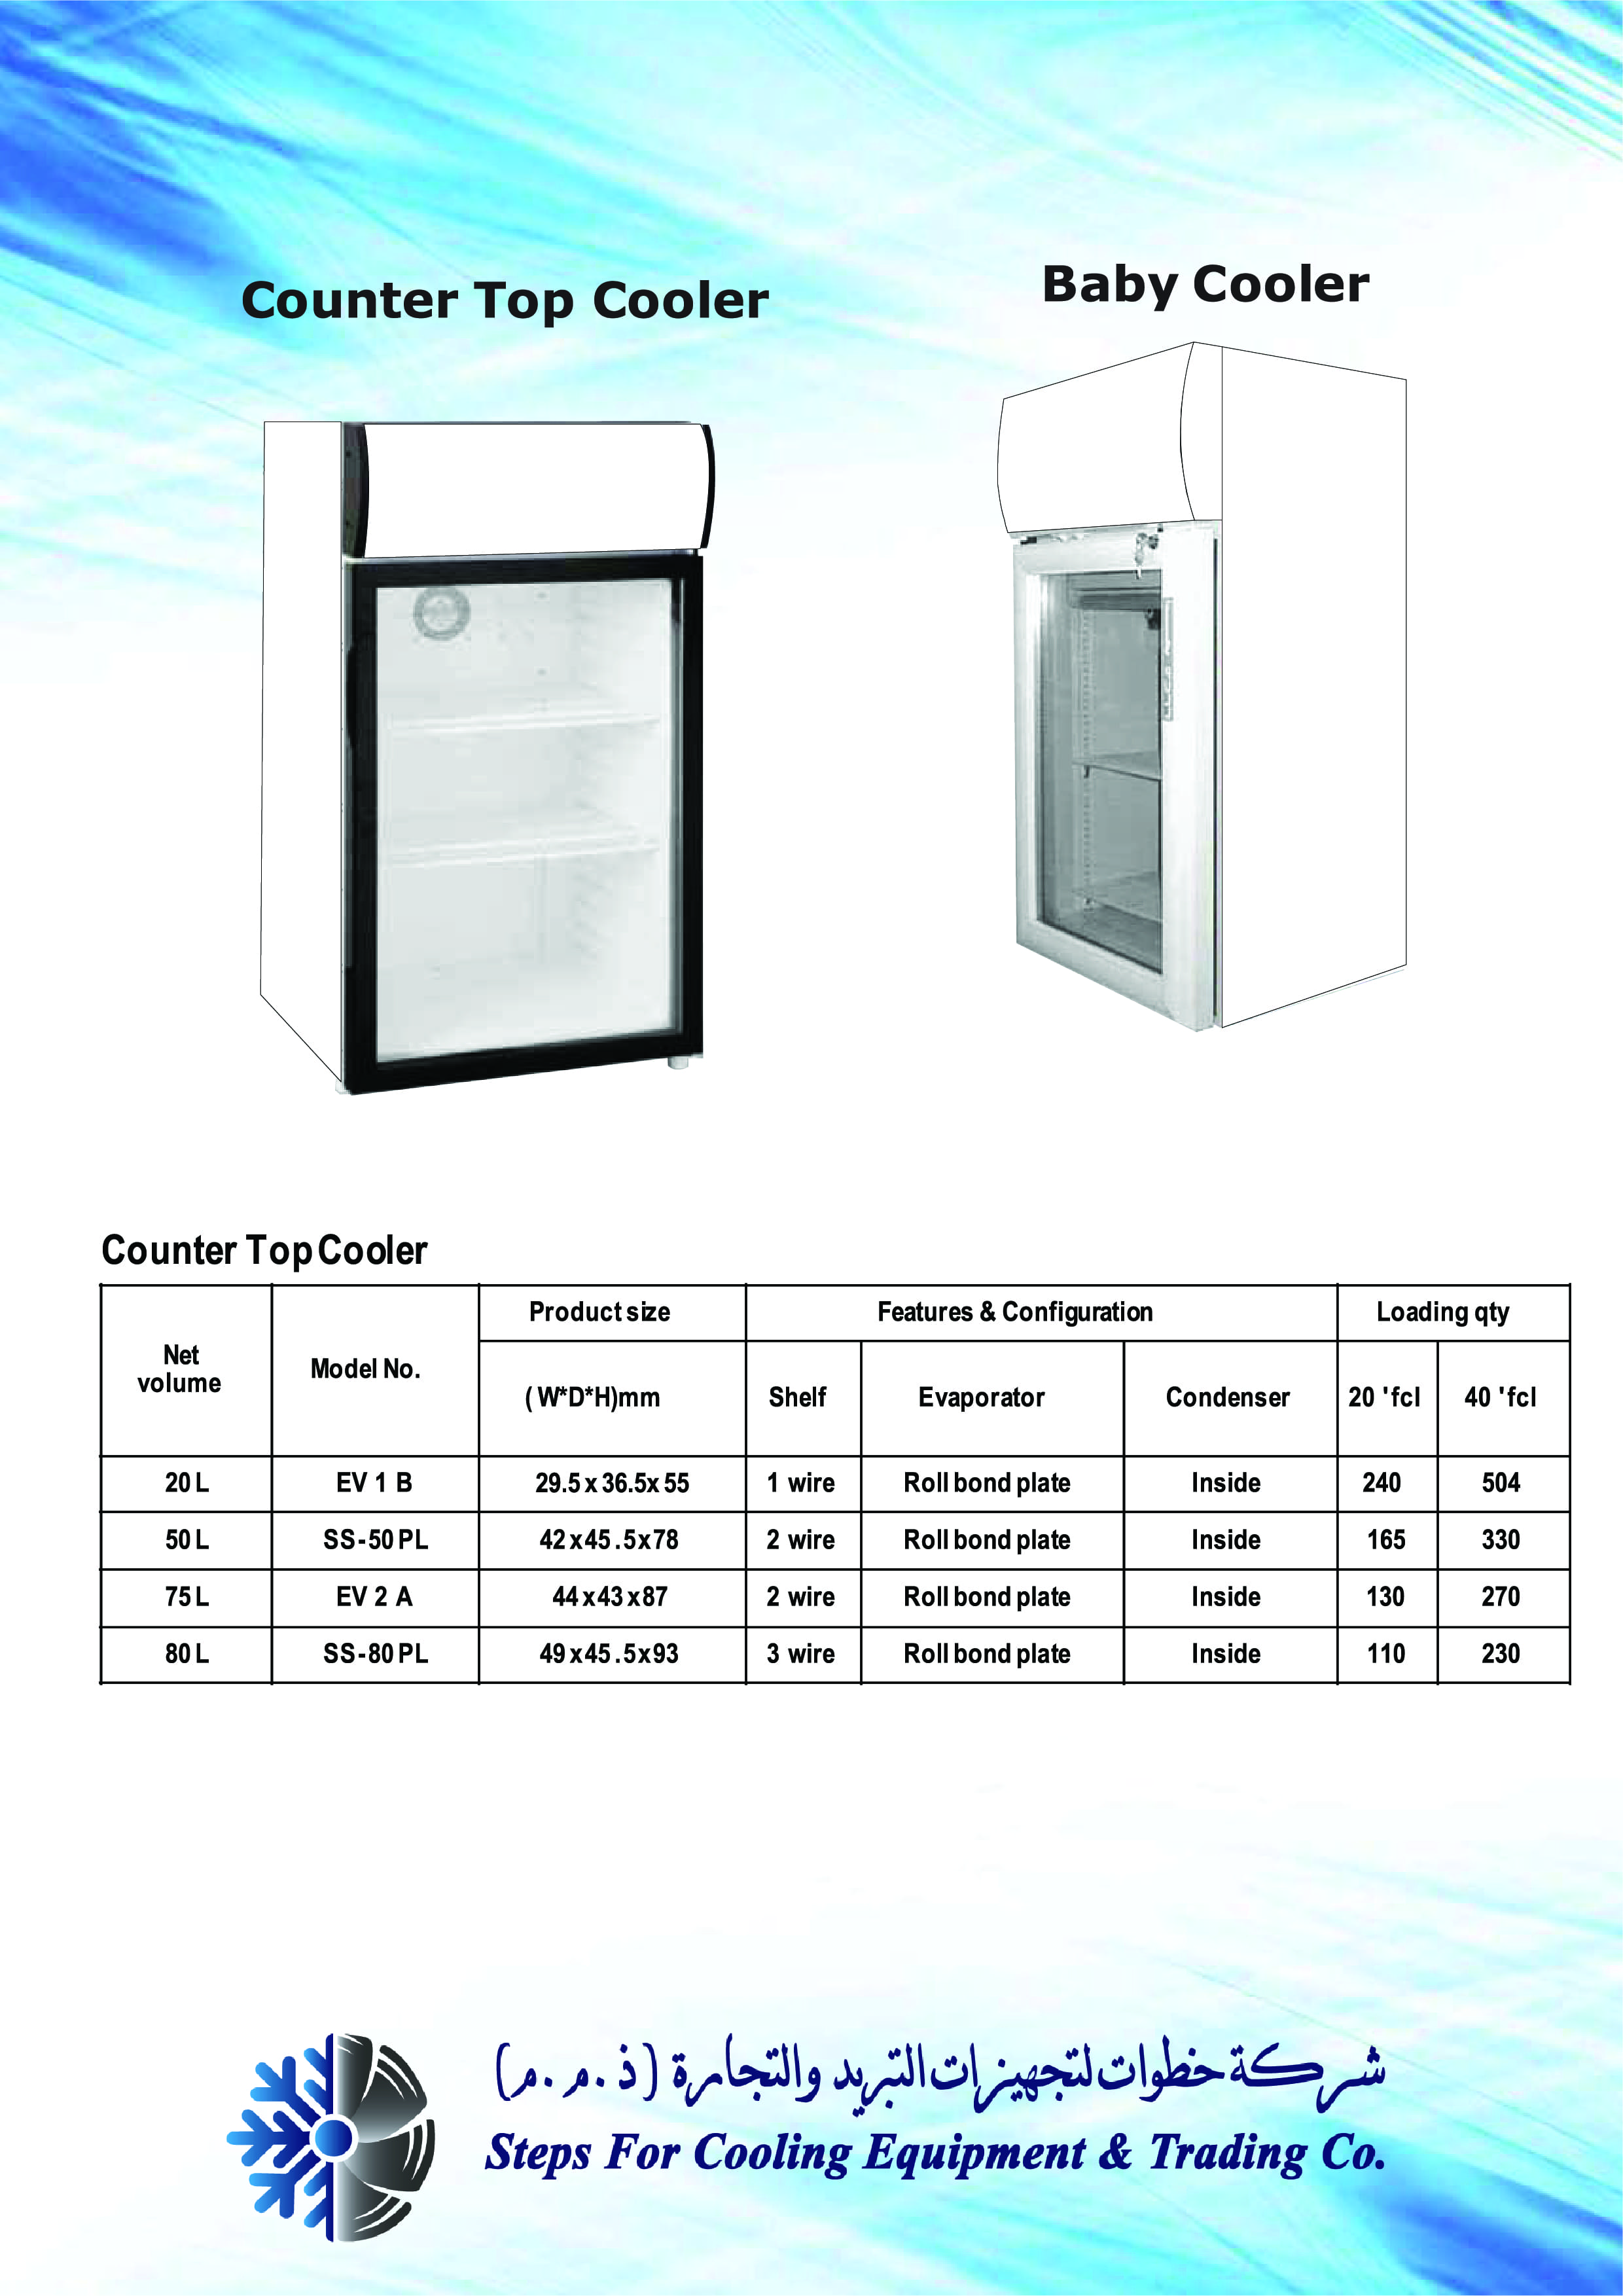 Counter Top Cooler
Baby Cooler
Counter Top Cooler
Net volume Model No. Product size Features & Configuration Loading qty
( W*D*H)mm Shelf Evaporator Condenser 20 'fcl 40 'fcl
20 L EV 1 B 29.5 x 36.5x 55 1 wire Roll bond plate Inside 240 504
50 L SS-50 PL 42 x 45.5x78 2 wire Roll bond plate Inside 165 330
75 L EV 2 A 44 x 43 x 87 2 wire Roll bond plate Inside 130 270
80 L SS-80 PL 49 x 45.5x93 3 wire Roll bond plate Inside 110 230
شركة خطوات لتجهيزات التبريد والتجارة (ذ.م.م)
Steps For Cooling Equipment & Trading Co.